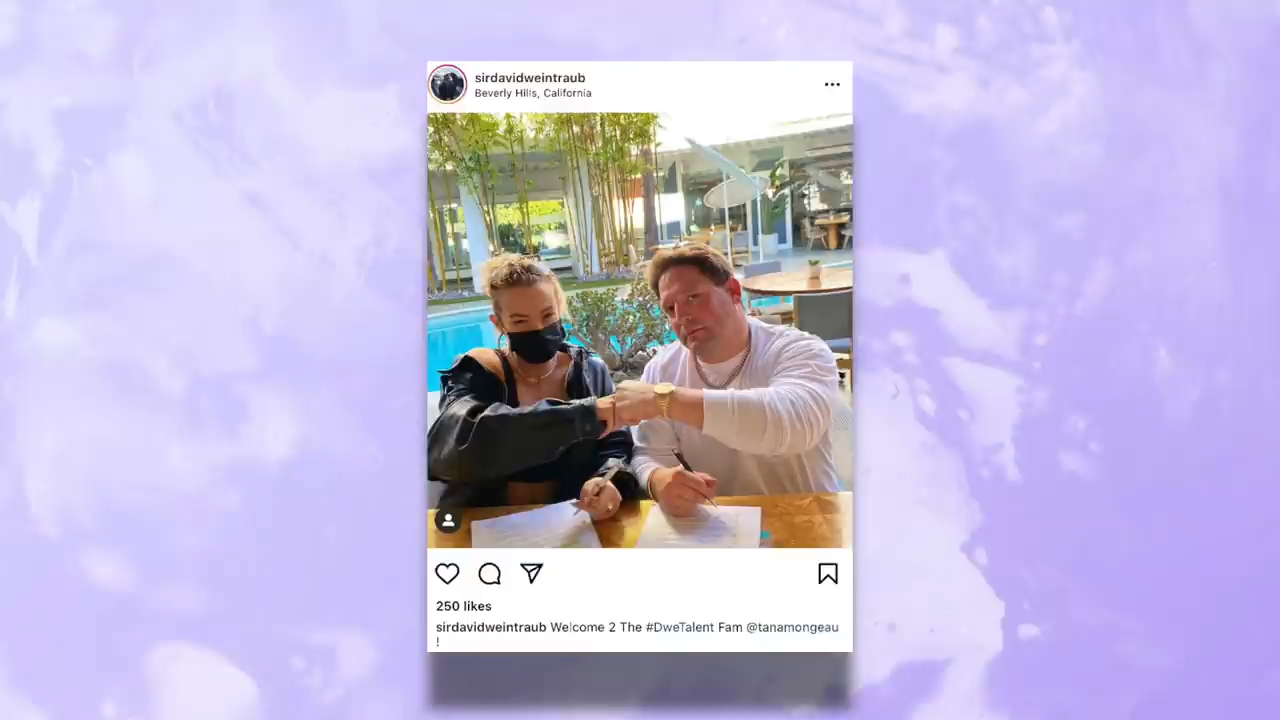 sirdavidweintraub
Beverly Hills, California
250 likes
sirdavidweintraub Welcome 2 The #DweTalent Fam @tanamongeau
!